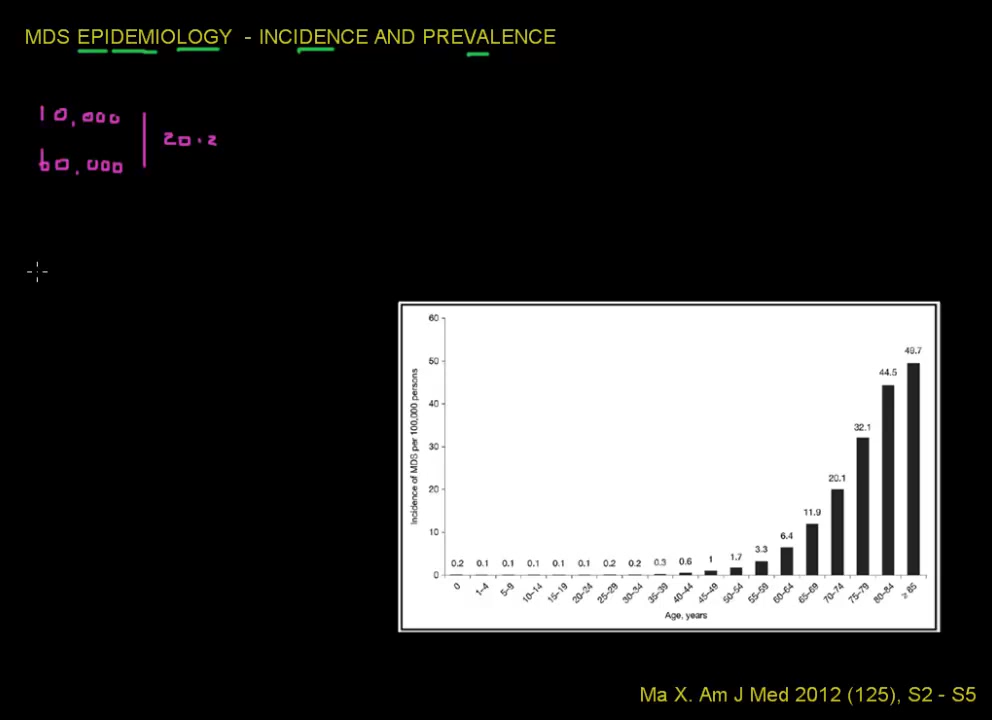 MDS EPIDEMIOLOGY - INCIDENCE AND PREVALENCE
10,000
60,000
20.2
60
50
40
30
20
10
0
Incidence of MDS per 100,000 persons
0.2 0.1 0.1 0.1 0.1 0.1 0.2 0.2 0.3 0.6 1 1.7 3.3 6.4 11.9 20.1 32.1 44.5 49.7
0 1–4 5–9 10–14 15–19 20–24 25–29 30–34 35–39 40–44 45–49 50–54 55–59 60–64 65–69 70–74 75–79 80–84 ≥ 85
Age, years
Ma X. Am J Med 2012 (125), S2 - S5